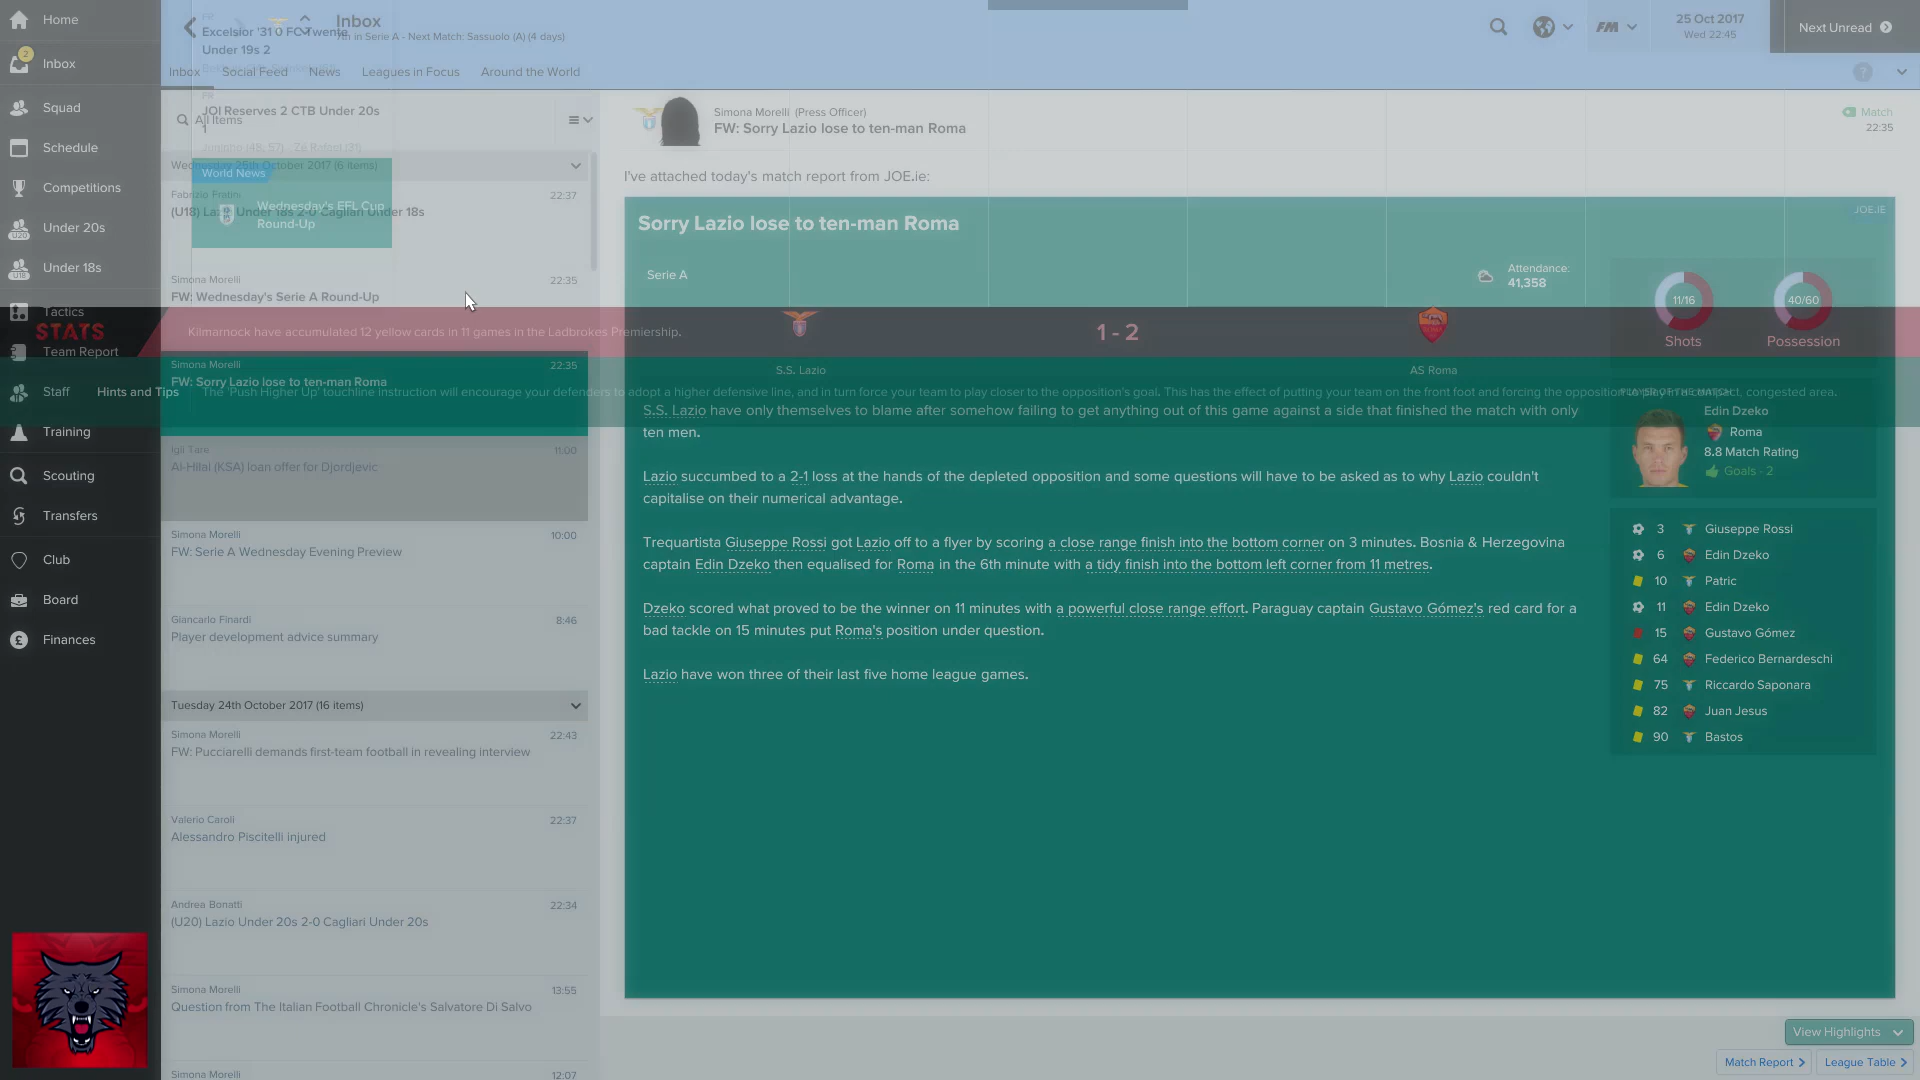 Home
Inbox
2
Squad
Schedule
Competitions
Under 20s
Under 18s
Tactics
STATS
Team Report
Staff
Training
Scouting
Transfers
Club
Board
Finances
Inbox
7th in Serie A - Next Match: Sassuolo (A) (4 days)
Excelsior '31 0 FC Twente
Under 19s 2
FM
25 Oct 2017
Wed 22:45
Next Unread
Inbox
Social Feed
News
Leagues in Focus
Around the World
FR
JOI Reserves 2 CTB Under 20s
1
All Items
Juninho (48, 57) - Zé Rafael (31)
Wednesday 25th October 2017 (6 items)
World News
Wednesday's EFL Cup
Round-Up
Fabrizio Fratini 22:37
(U18) Lazio Under 18s 2-0 Cagliari Under 18s
Simona Morelli 22:35
FW: Wednesday's Serie A Round-Up
Kilmarnock have accumulated 12 yellow cards in 11 games in the Ladbrokes Premiership.
Simona Morelli 22:35
FW: Sorry Lazio lose to ten-man Roma
Hints and Tips
The 'Push Higher Up' touchline instruction will encourage your defenders to adopt a higher defensive line, and in turn force your team to play closer to the opposition's goal. This has the effect of putting your team on the front foot and forcing the opposition to play in a compact, congested area.
Igli Tare 11:00
Al-Hilal (KSA) loan offer for Djordjevic
Simona Morelli 10:00
FW: Serie A Wednesday Evening Preview
Giancarlo Finardi 8:46
Player development advice summary
Tuesday 24th October 2017 (16 items)
Simona Morelli 22:43
FW: Pucciarelli demands first-team football in revealing interview
Valerio Caroli 22:37
Alessandro Piscitelli injured
Andrea Bonatti 22:34
(U20) Lazio Under 20s 2-0 Cagliari Under 20s
Simona Morelli 13:55
Question from The Italian Football Chronicle's Salvatore Di Salvo
Simona Morelli 12:07
Simona Morelli (Press Officer)
FW: Sorry Lazio lose to ten-man Roma
Match
22:35
I've attached today's match report from JOE.ie:
Sorry Lazio lose to ten-man Roma
JOE.IE
Serie A
Attendance:
41,358
11/16
40/60
1 - 2
Shots
Possession
S.S. Lazio
AS Roma
S.S. Lazio have only themselves to blame after somehow failing to get anything out of this game against a side that finished the match with only
ten men.
Lazio succumbed to a 2-1 loss at the hands of the depleted opposition and some questions will have to be asked as to why Lazio couldn't
capitalise on their numerical advantage.
Trequartista Giuseppe Rossi got Lazio off to a flyer by scoring a close range finish into the bottom corner on 3 minutes. Bosnia & Herzegovina
captain Edin Dzeko then equalised for Roma in the 6th minute with a tidy finish into the bottom left corner from 11 metres.
Dzeko scored what proved to be the winner on 11 minutes with a powerful close range effort. Paraguay captain Gustavo Gómez's red card for a
bad tackle on 15 minutes put Roma's position under question.
Lazio have won three of their last five home league games.
PLAYER OF THE MATCH
Edin Dzeko
Roma
8.8 Match Rating
Goals - 2
3 Giuseppe Rossi
6 Edin Dzeko
10 Patric
11 Edin Dzeko
15 Gustavo Gómez
64 Federico Bernardeschi
75 Riccardo Saponara
82 Juan Jesus
90 Bastos
View Highlights
Match Report
League Table